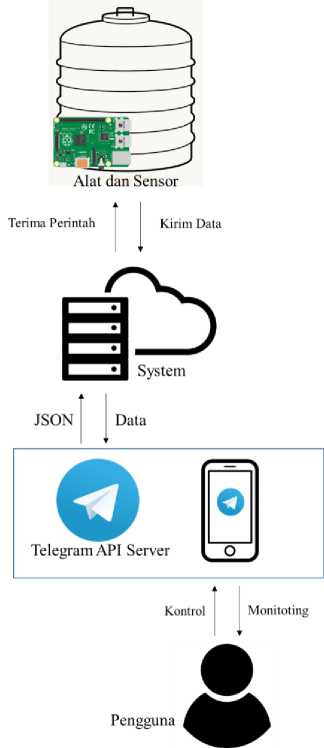 Alat dan Sensor
Terima Perintah
Kirim Data
System
JSON
Data
Telegram API Server
Kontrol
Monitoting
Pengguna